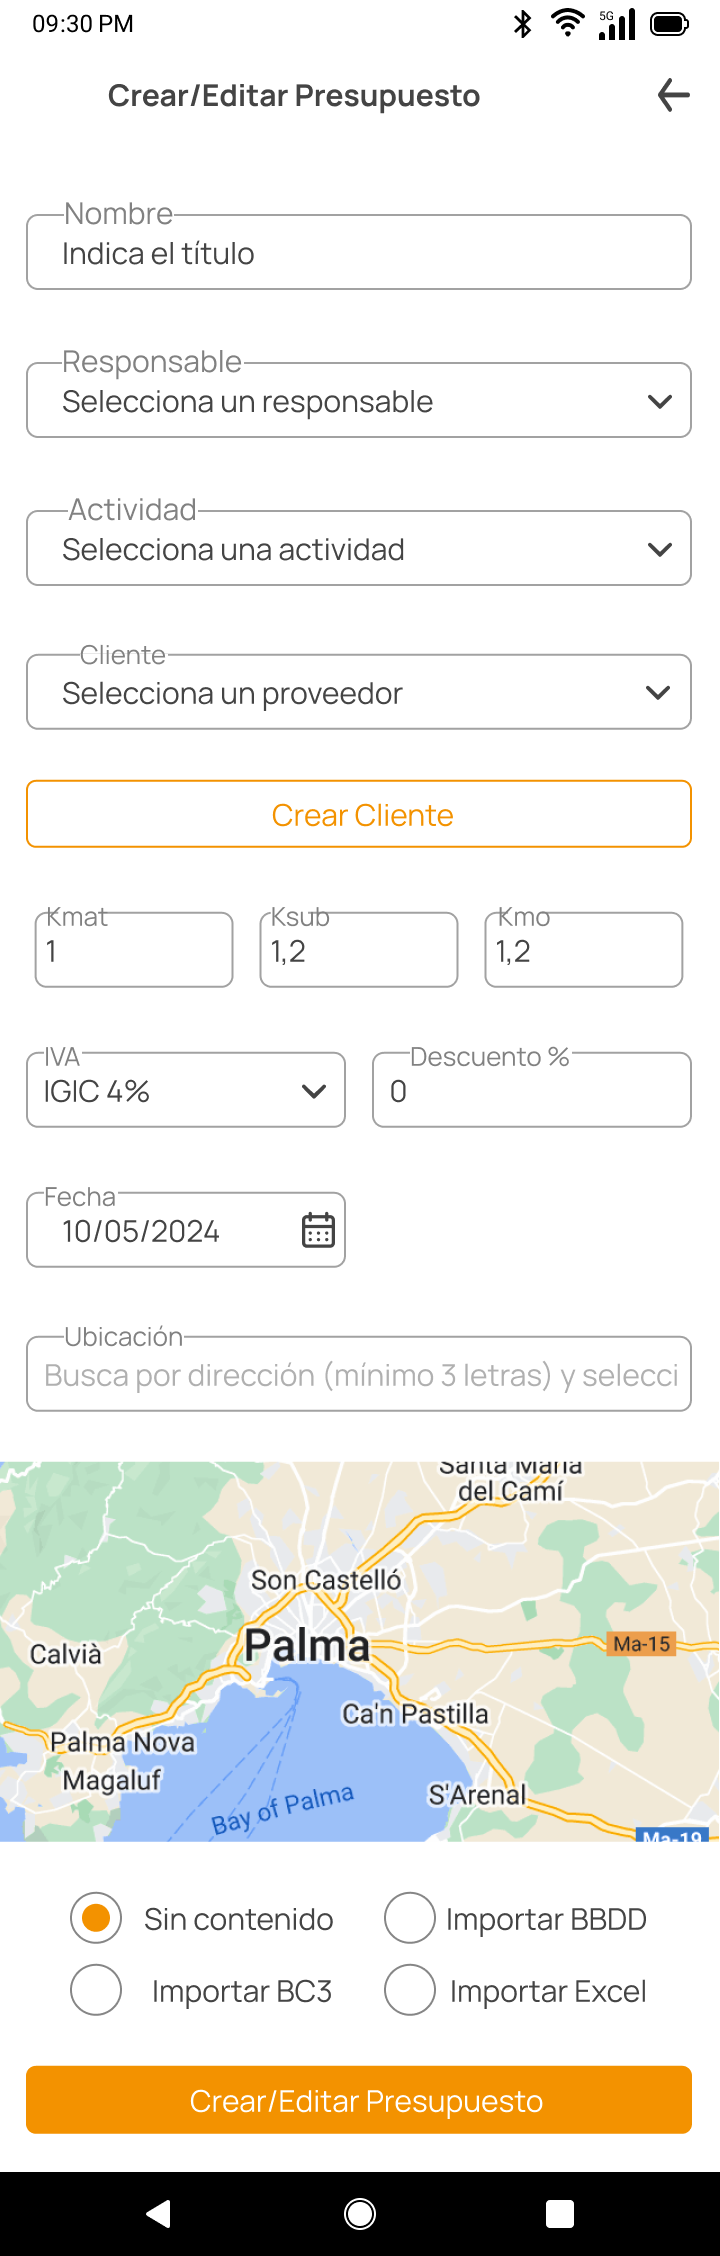 09:30 PM
5G
Crear/Editar Presupuesto
Nombre
Indica el título
Responsable
Selecciona un responsable
Actividad
Selecciona una actividad
Cliente
Selecciona un proveedor
Crear Cliente
Kmat Ksub Kmo
1 1,2 1,2
IVA Descuento %
IGIC 4% 0
Fecha
10/05/2024
Ubicación
Busca por dirección (mínimo 3 letras) y selecci
Santa Maria
del Camí
Son Castelló
Palma
Ma-15
Calvià
Ca'n Pastilla
Palma Nova
Magaluf
S'Arenal
Bay of Palma
Ma-19
Sin contenido Importar BBDD
Importar BC3 Importar Excel
Crear/Editar Presupuesto